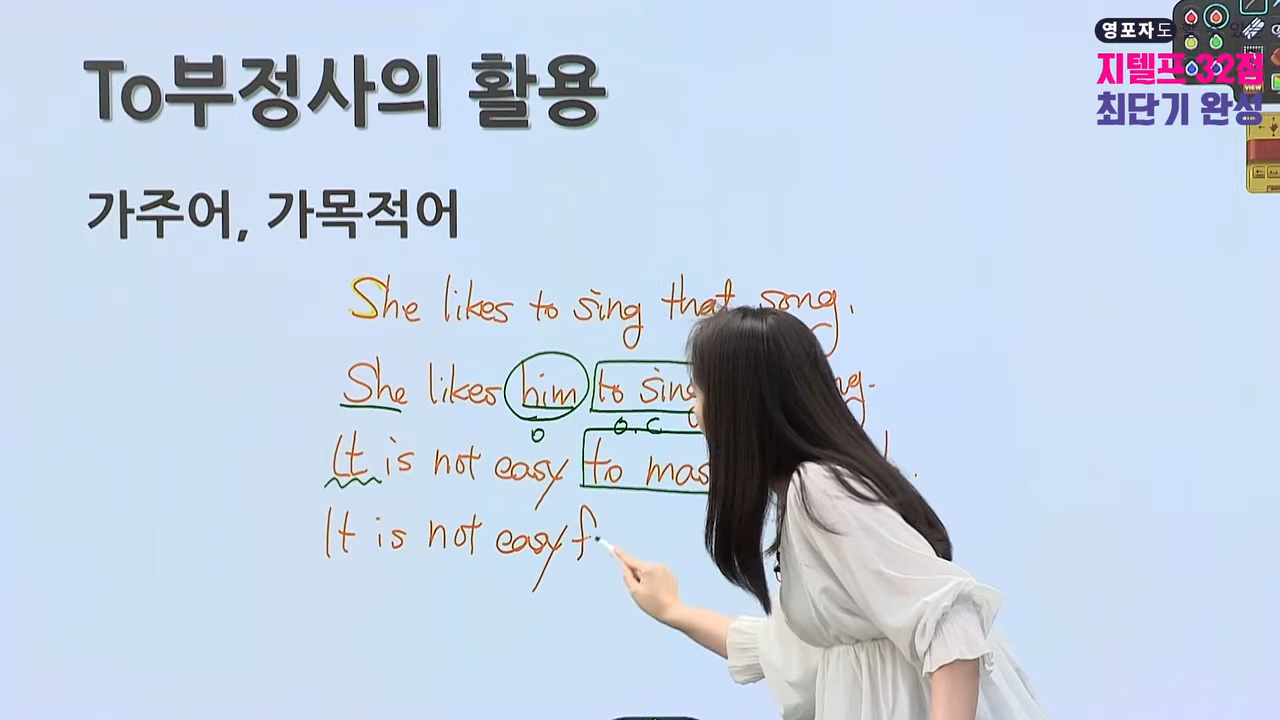 To부정사의 활용
영포자도
지텔프 32점
최단기 완성
가주어, 가목적어
She likes to sing that song.
She likes him to sing
O O.C
It is not easy to
It is not easy f